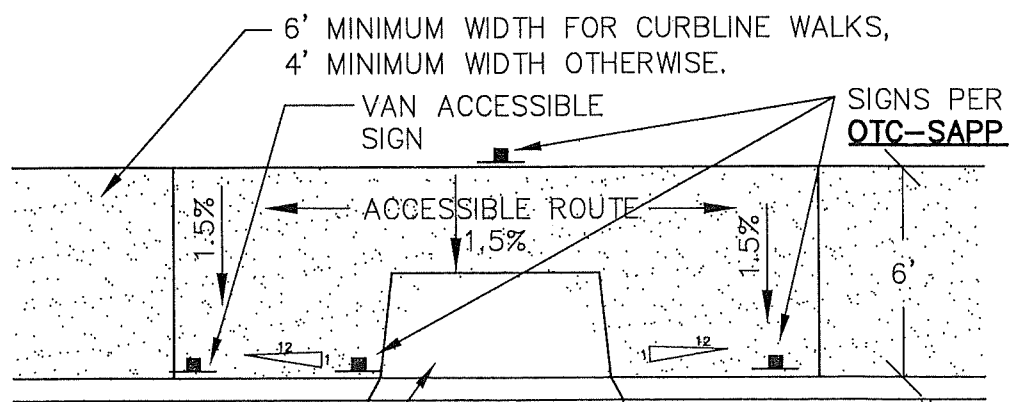 6' MINIMUM WIDTH FOR CURBLINE WALKS,
4' MINIMUM WIDTH OTHERWISE.
VAN ACCESSIBLE
SIGN
SIGNS PER
OTC-SAPP
ACCESSIBLE ROUTE
1.5%
1,5%
1.5%
6'
12
1
1
12